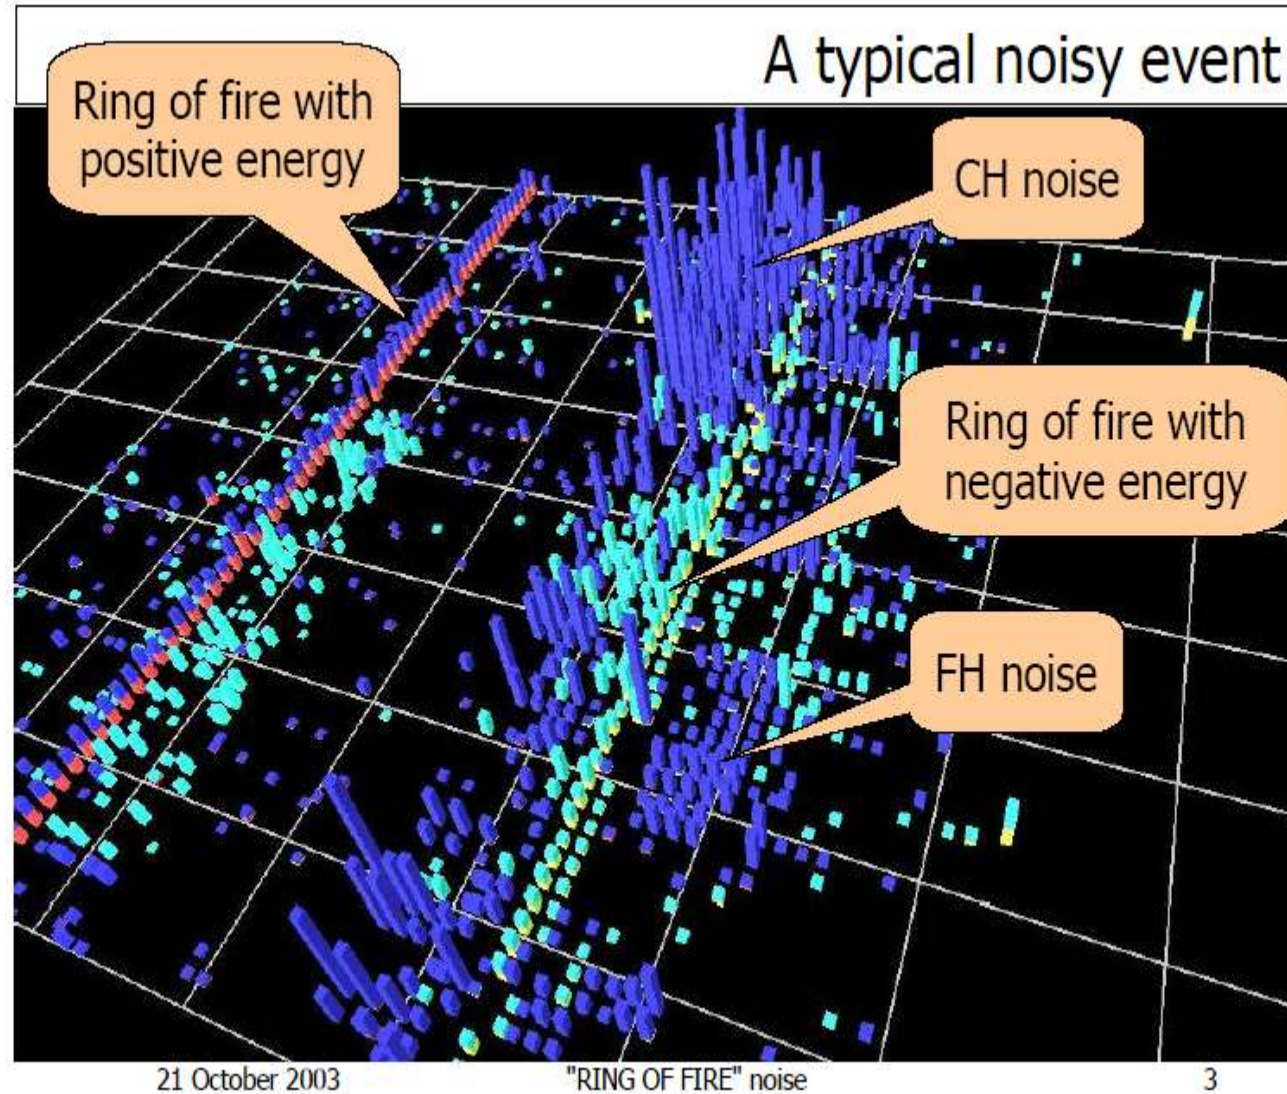 A typical noisy event
Ring of fire with
positive energy
CH noise
Ring of fire with
negative energy
FH noise
21 October 2003
"RING OF FIRE" noise
3